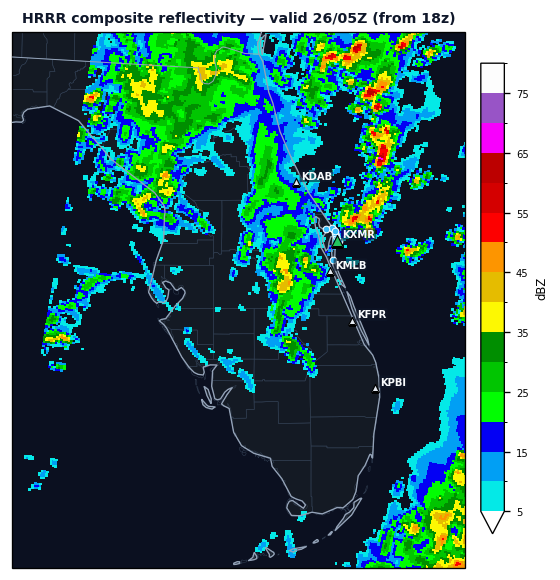 HRRR composite reflectivity — valid 26/05Z (from 18z)
KDAB
KXMR
KMLB
KFPR
KPBI
75
65
55
45
35
25
15
5
dBZ